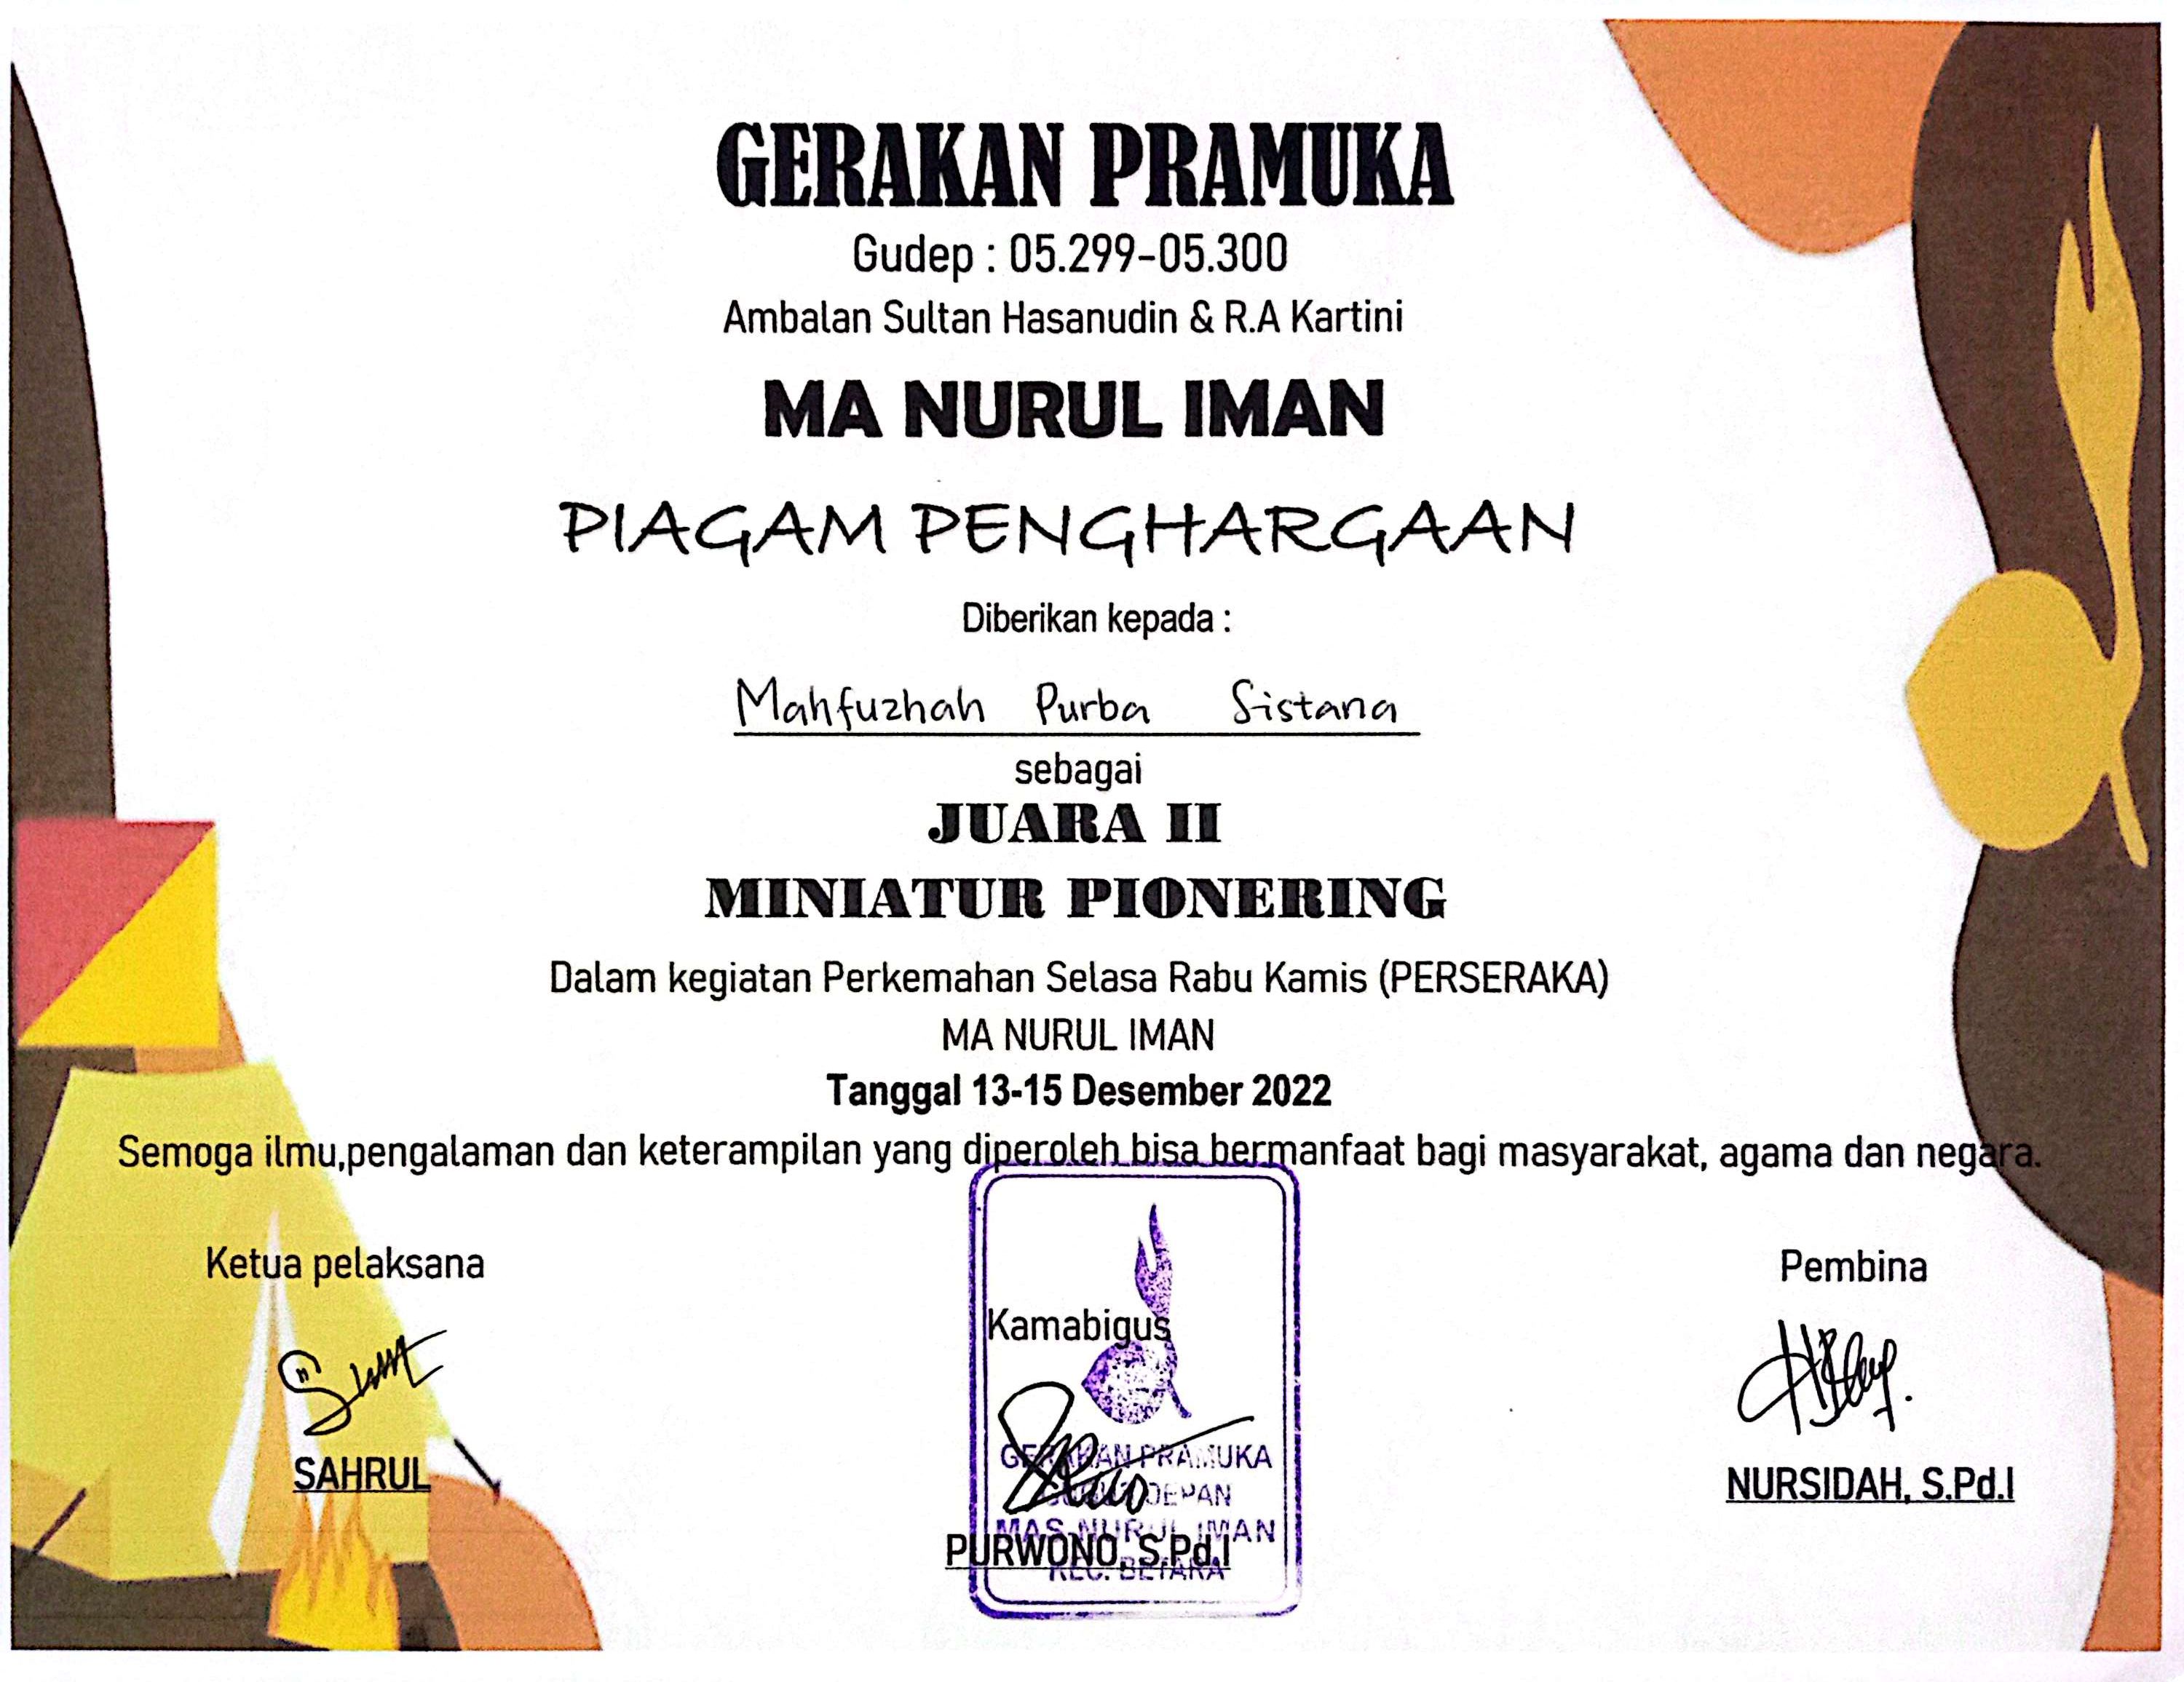 GERAKAN PRAMUKA
Gudep : 05.299-05.300
Ambalan Sultan Hasanudin & R.A Kartini
MA NURUL IMAN
PIAGAM PENGHARGAAN
Diberikan kepada :
Mahfuzhah Purba Sistana
sebagai
JUARA II
MINIATUR PIONERING
Dalam kegiatan Perkemahan Selasa Rabu Kamis (PERSERAKA)
MA NURUL IMAN
Tanggal 13-15 Desember 2022
Semoga ilmu,pengalaman dan keterampilan yang diperoleh bisa bermanfaat bagi masyarakat, agama dan negara.
Ketua pelaksana
SAHRUL
Kamabigus
GERAKAN PRAMUKA
DEPAN
MAS NURUL IMAN
KEC. BETARA
PURWONO, S.Pd.I
Pembina
NURSIDAH, S.Pd.I